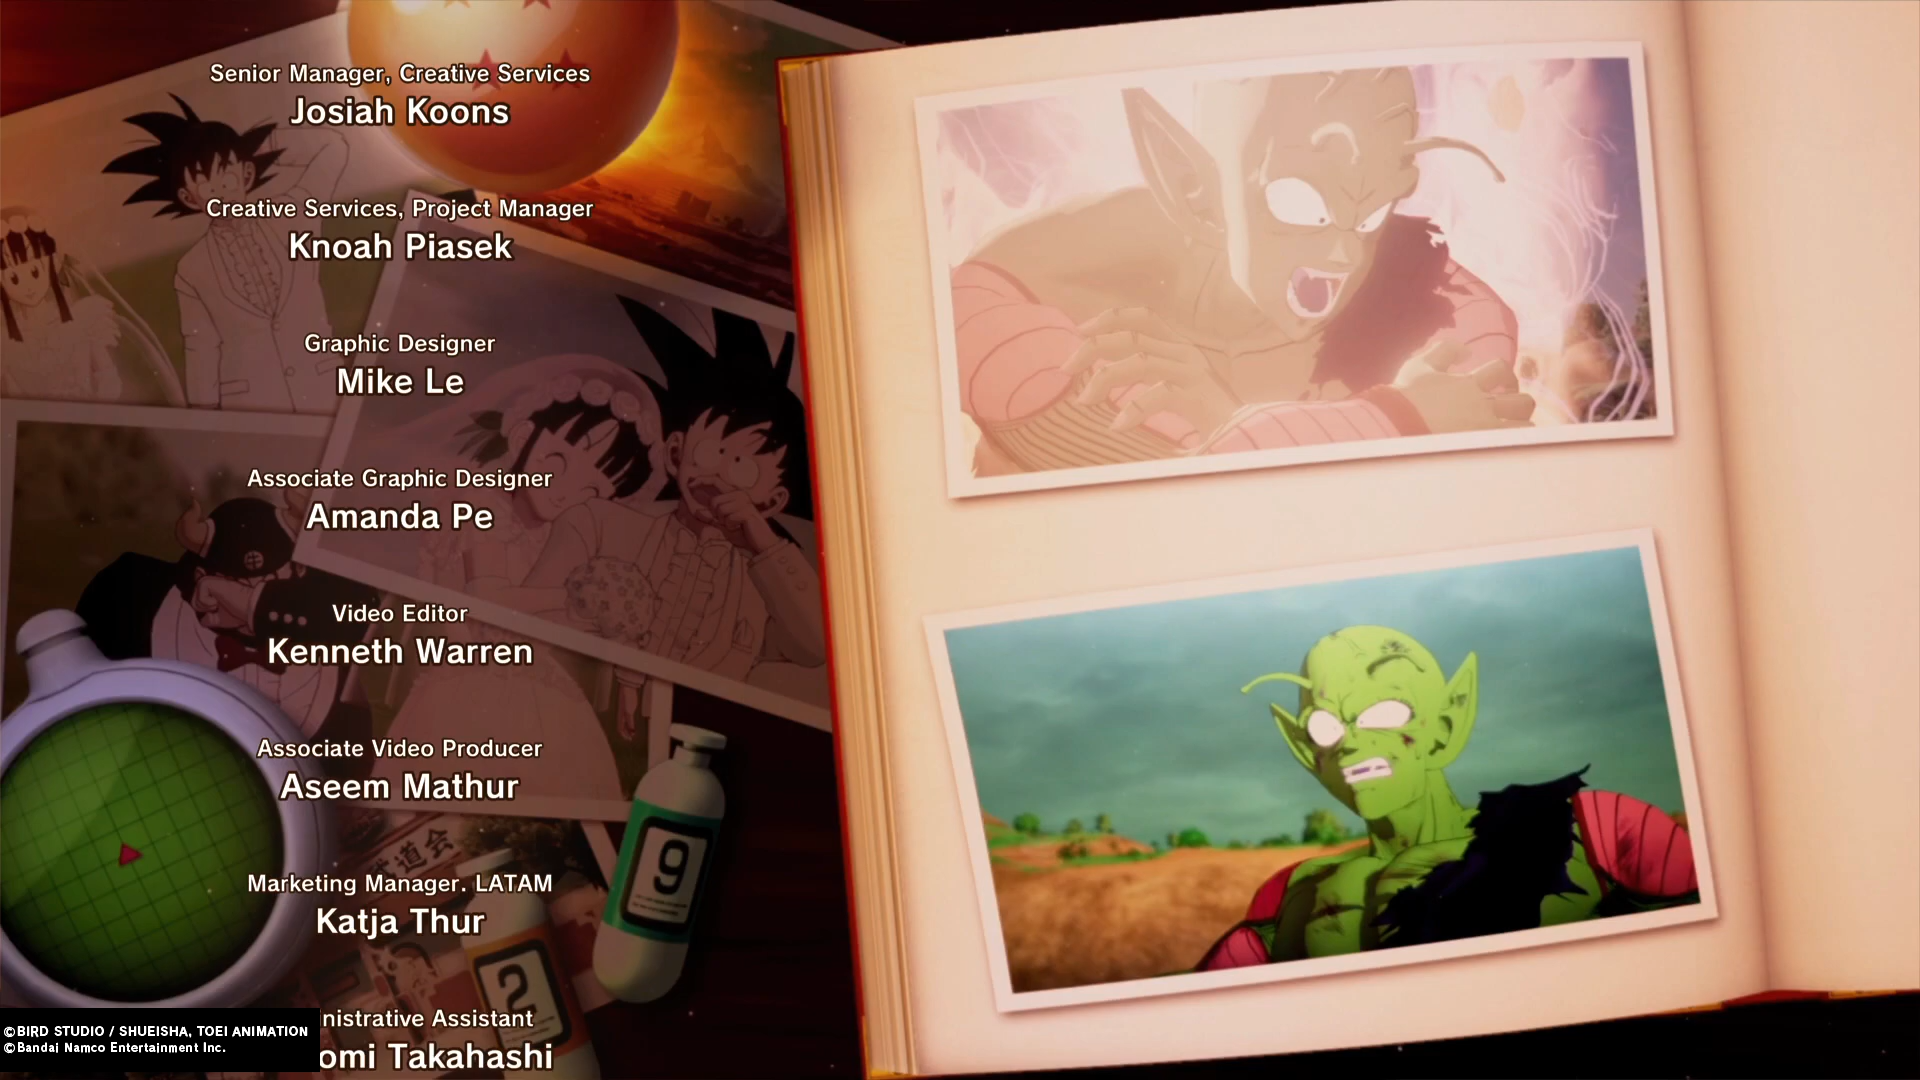 Senior Manager, Creative Services
Josiah Koons
Creative Services, Project Manager
Knoah Piasek
Graphic Designer
Mike Le
Associate Graphic Designer
Amanda Pe
Video Editor
Kenneth Warren
Associate Video Producer
Aseem Mathur
道会
9
Marketing Manager. LATAM
Katja Thur
2
nistrative Assistant
omi Takahashi
©BIRD STUDIO / SHUEISHA, TOEI ANIMATION
©Bandai Namco Entertainment Inc.